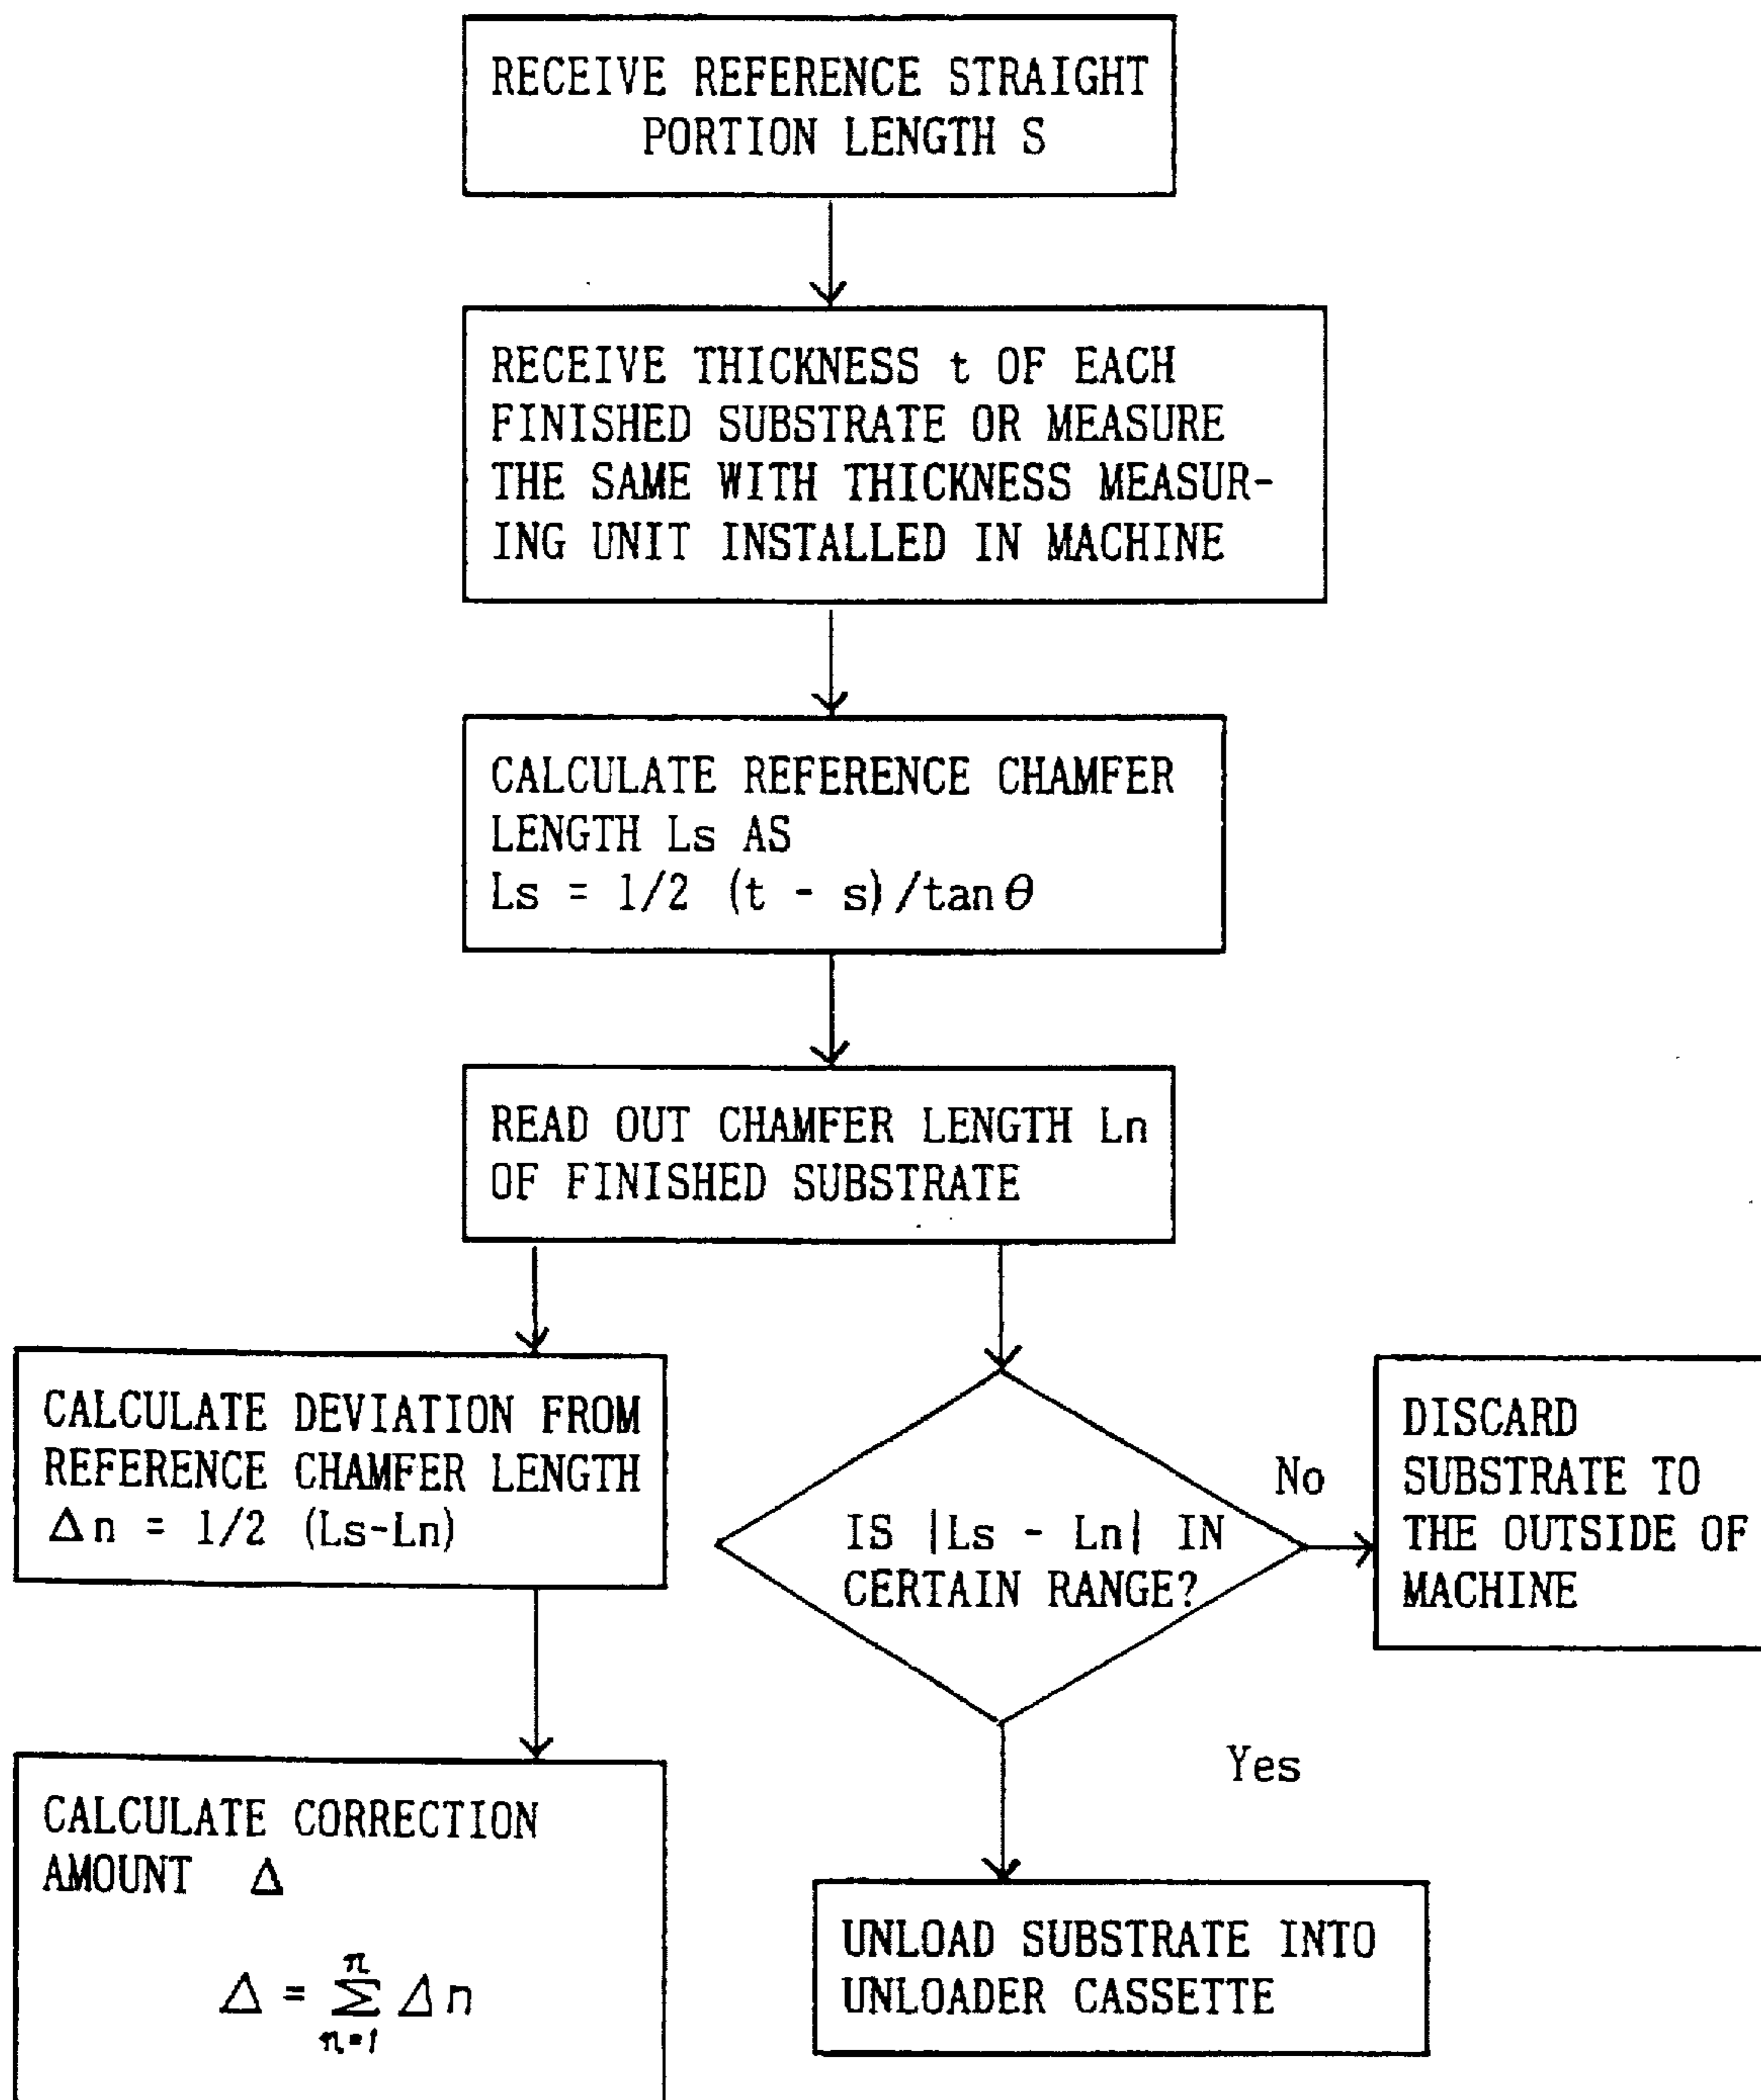 RECEIVE REFERENCE STRAIGHT
PORTION LENGTH S
RECEIVE THICKNESS t OF EACH
FINISHED SUBSTRATE OR MEASURE
THE SAME WITH THICKNESS MEASUR-
ING UNIT INSTALLED IN MACHINE
CALCULATE REFERENCE CHAMFER
LENGTH Ls AS
Ls = 1/2 (t - s)/tanθ
READ OUT CHAMFER LENGTH Ln
OF FINISHED SUBSTRATE
CALCULATE DEVIATION FROM
REFERENCE CHAMFER LENGTH
Δn = 1/2 (Ls-Ln)
IS |Ls - Ln| IN
CERTAIN RANGE?
No
DISCARD
SUBSTRATE TO
THE OUTSIDE OF
MACHINE
Yes
CALCULATE CORRECTION
AMOUNT Δ
n
Δ = Σ Δn
n=1
UNLOAD SUBSTRATE INTO
UNLOADER CASSETTE